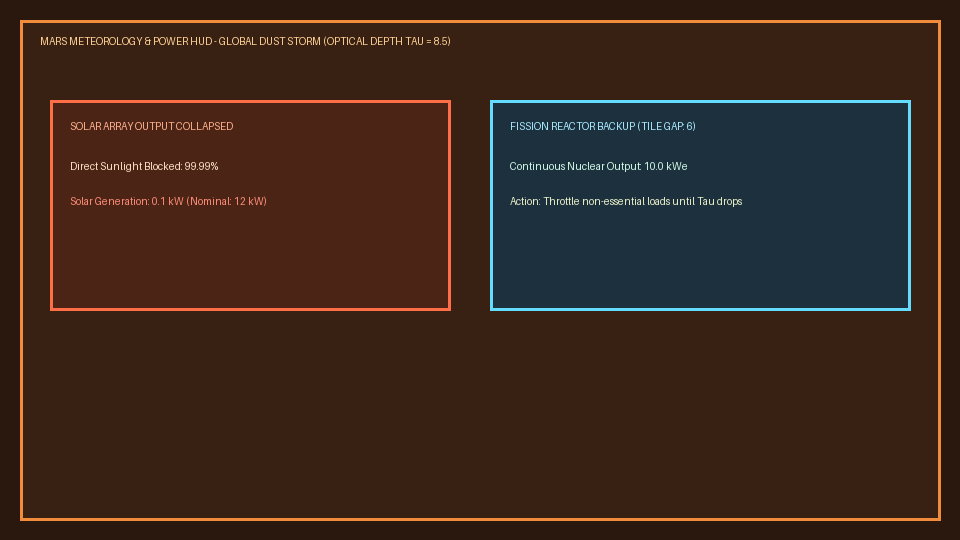 MARS METEOROLOGY & POWER HUD - GLOBAL DUST STORM (OPTICAL DEPTH TAU = 8.5)
SOLAR ARRAY OUTPUT COLLAPSED
Direct Sunlight Blocked: 99.99%
Solar Generation: 0.1 kW (Nominal: 12 kW)
FISSION REACTOR BACKUP (TILE GAP: 6)
Continuous Nuclear Output: 10.0 kWe
Action: Throttle non-essential loads until Tau drops